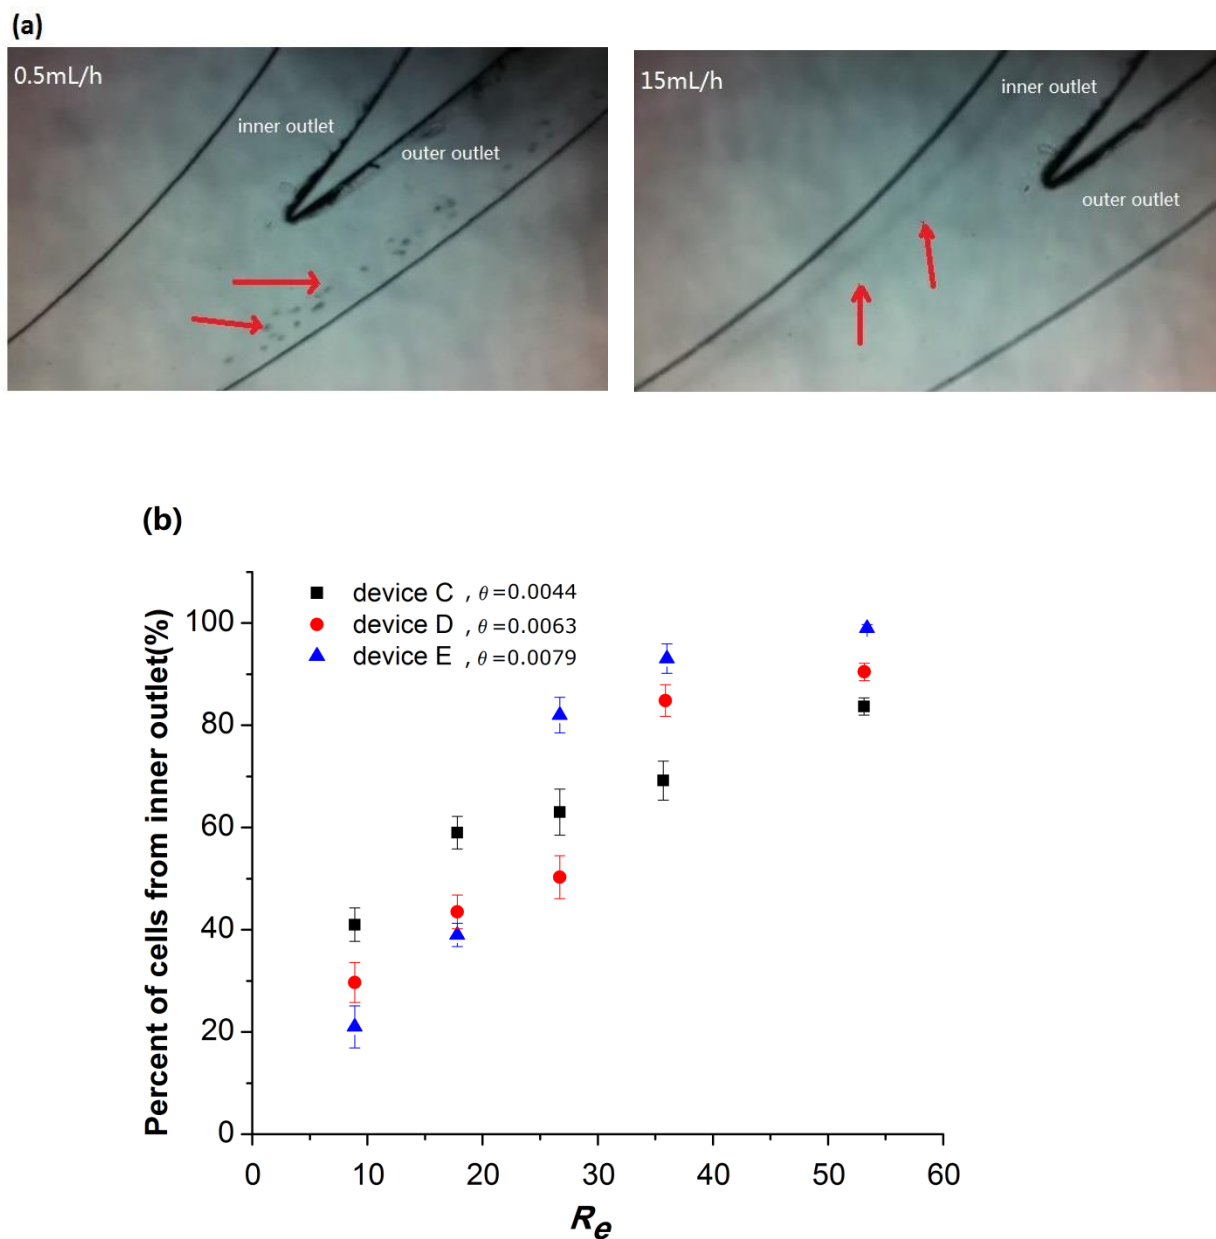 (a)
0.5mL/h
inner outlet
outer outlet
15mL/h
inner outlet
outer outlet
(b)
device C , θ=0.0044
device D , θ=0.0063
device E , θ=0.0079
Percent of cells from inner outlet(%)
100
80
60
40
20
0
0 10 20 30 40 50 60
Re